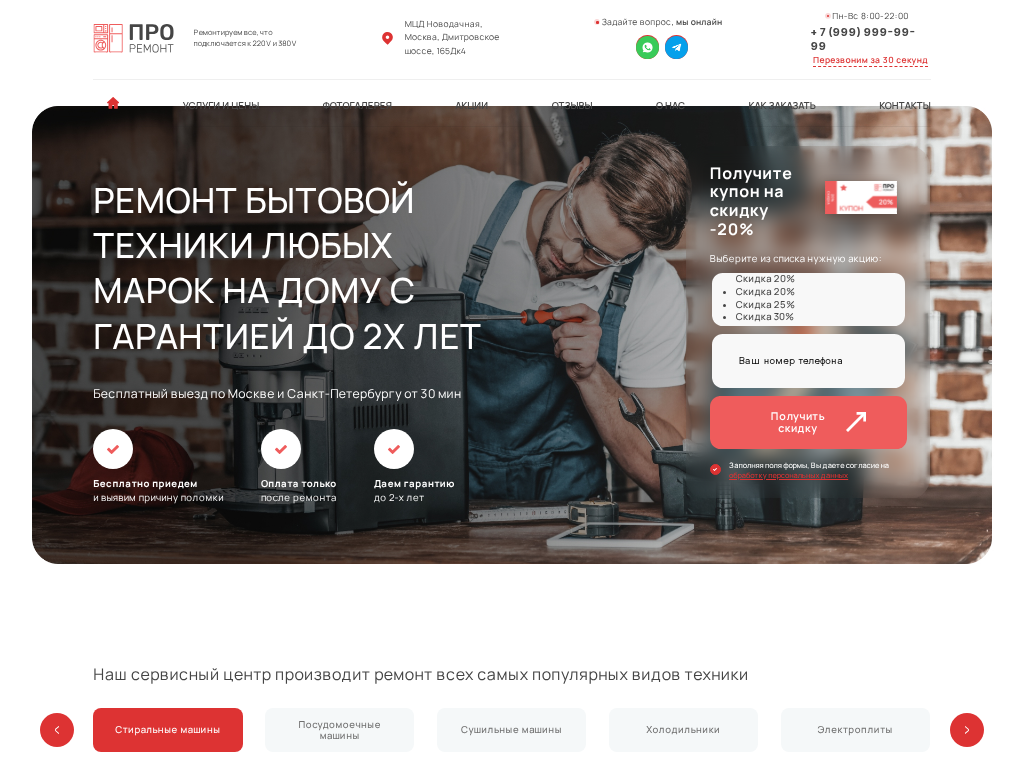 ПРО
РЕМОНТ
Ремонтируем все, что
подключается к 220V и 380V
МЦД Новодачная,
Москва, Дмитровское
шоссе, 165Дк4
Задайте вопрос, мы онлайн
Пн-Вс 8:00-22:00
+ 7 (999) 999-99-
99
Перезвоним за 30 секунд
УСЛУГИ И ЦЕНЫ
ФОТОГАЛЕРЕЯ
АКЦИИ
ОТЗЫВЫ
О НАС
КАК ЗАКАЗАТЬ
КОНТАКТЫ
РЕМОНТ БЫТОВОЙ
ТЕХНИКИ ЛЮБЫХ
МАРОК НА ДОМУ С
ГАРАНТИЕЙ ДО 2Х ЛЕТ
Бесплатный выезд по Москве и Санкт-Петербургу от 30 мин
Бесплатно приедем
и выявим причину поломки
Оплата только
после ремонта
Даем гарантию
до 2-х лет
Получите
купон на
скидку
-20%
ПРО
КУПОН
20%
Выберите из списка нужную акцию:
Скидка 20%
Скидка 20%
Скидка 25%
Скидка 30%
Ваш номер телефона
Получить
скидку
Заполняя поля формы, Вы даете согласие на
обработку персональных данных
Наш сервисный центр производит ремонт всех самых популярных видов техники
Стиральные машины
Посудомоечные
машины
Сушильные машины
Холодильники
Электроплиты